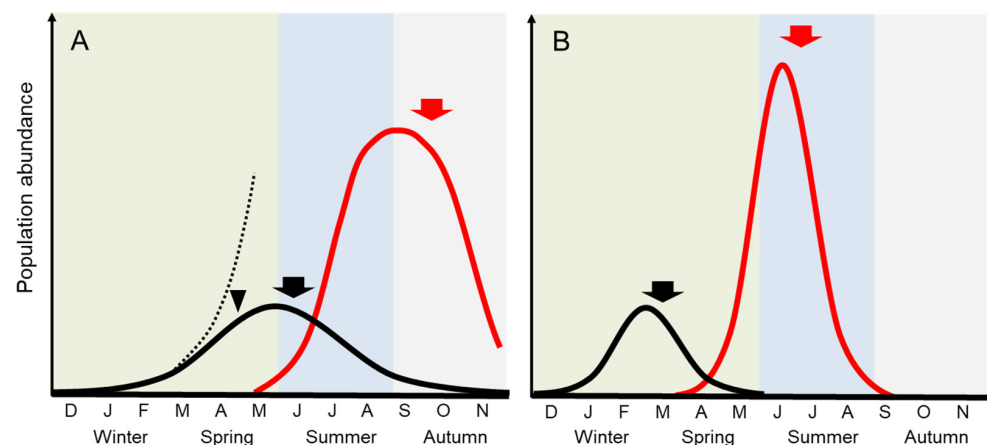 A
B
Population abundance
D J F M A M J J A S O N
Winter Spring Summer Autumn
D J F M A M J J A S O N
Winter Spring Summer Autumn